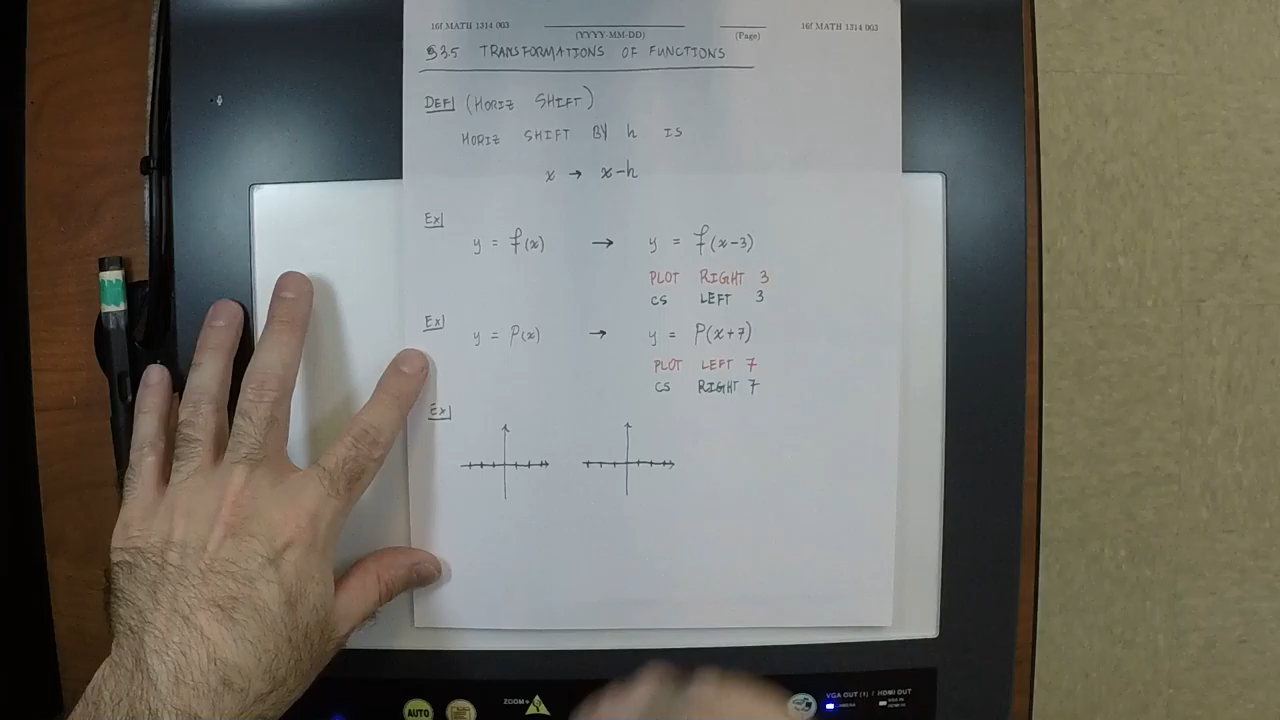 16f MATH 1314 003 (YYYY-MM-DD) (Page) 16f MATH 1314 003
§3.5 TRANSFORMATIONS OF FUNCTIONS
DEF (HORIZ SHIFT)
HORIZ SHIFT BY h IS
x → x-h
Ex
y = f(x) → y = f(x-3)
PLOT RIGHT 3
CS LEFT 3
Ex
y = P(x) → y = P(x+7)
PLOT LEFT 7
CS RIGHT 7
Ex
AUTO
ZOOM+
VGA OUT (1) / HDMI OUT